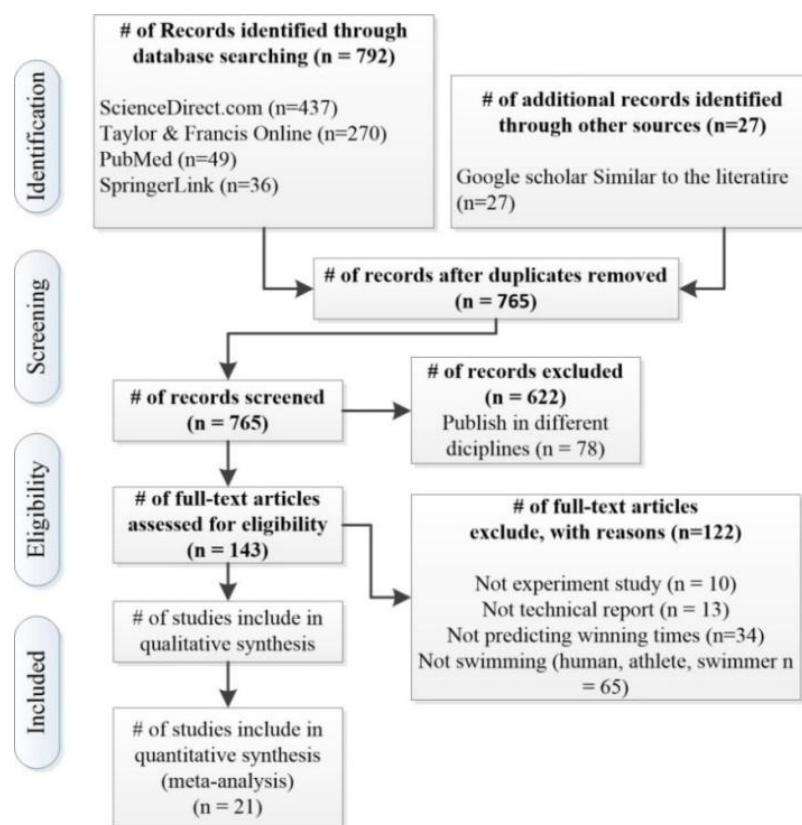 Identification
# of Records identified through
database searching (n = 792)
ScienceDirect.com (n=437)
Taylor & Francis Online (n=270)
PubMed (n=49)
SpringerLink (n=36)
# of additional records identified
through other sources (n=27)
Google scholar Similar to the literatire
(n=27)
Screening
# of records after duplicates removed
(n = 765)
# of records screened
(n = 765)
# of records excluded
(n = 622)
Publish in different
diciplines (n = 78)
Eligibility
# of full-text articles
assessed for eligibility
(n = 143)
# of full-text articles
exclude, with reasons (n=122)
Not experiment study (n = 10)
Not technical report (n = 13)
Not predicting winning times (n=34)
Not swimming (human, athlete, swimmer n
= 65)
Included
# of studies include in
qualitative synthesis
# of studies include in
quantitative synthesis
(meta-analysis)
(n = 21)